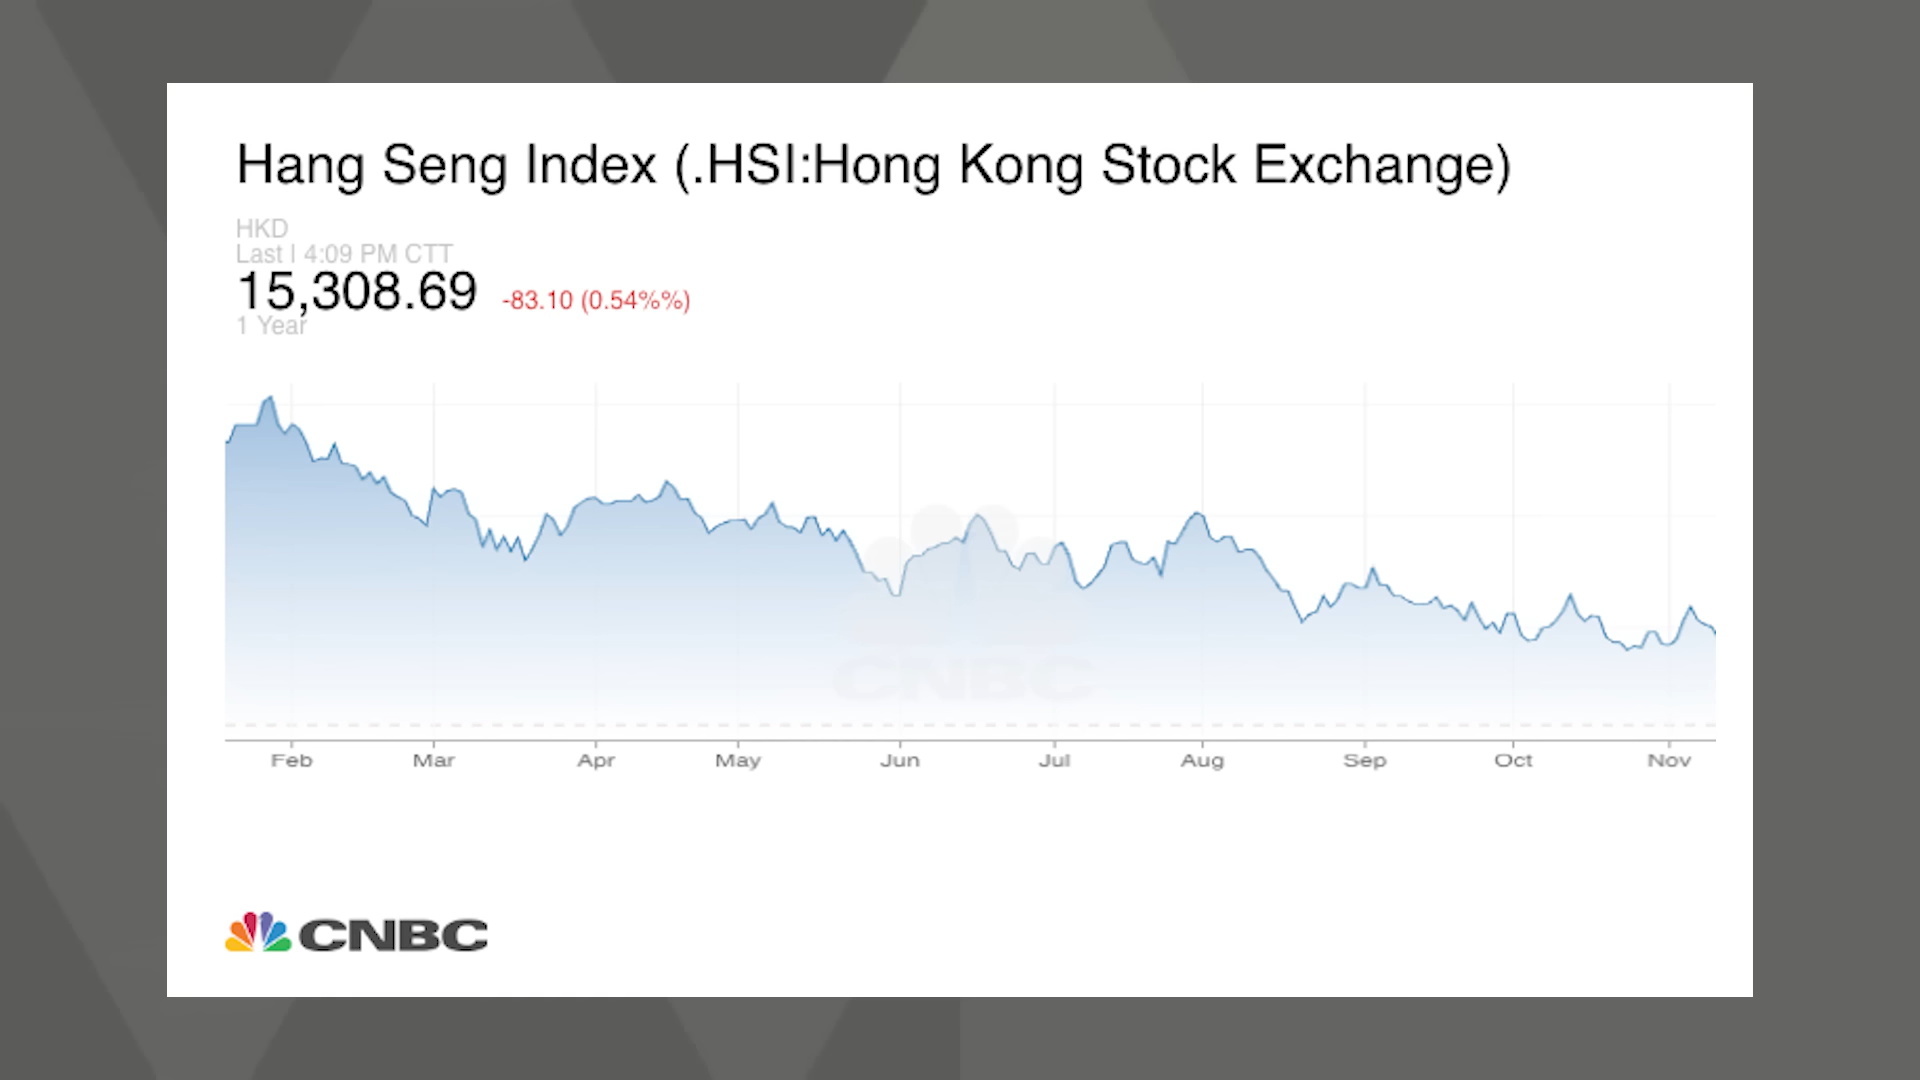 Hang Seng Index (.HSI:Hong Kong Stock Exchange)
HKD
Last | 4:09 PM CTT
15,308.69 -83.10 (0.54%%)
1 Year
CNBC
Feb Mar Apr May Jun Jul Aug Sep Oct Nov
CNBC